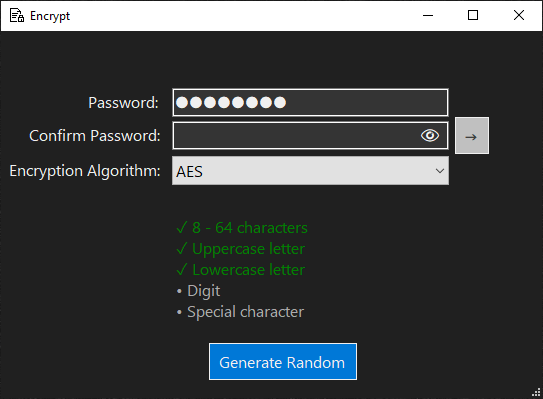 Encrypt
Password: ●●●●●●●●
Confirm Password: →
Encryption Algorithm: AES
✓ 8 - 64 characters
✓ Uppercase letter
✓ Lowercase letter
• Digit
• Special character
Generate Random